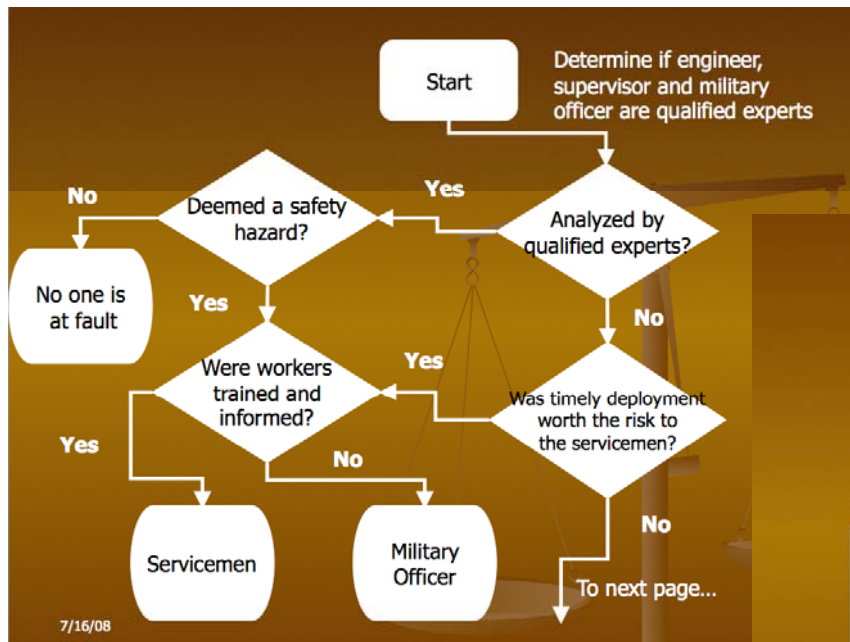 Start
Determine if engineer,
supervisor and military
officer are qualified experts
Yes
No
Deemed a safety
hazard?
Analyzed by
qualified experts?
No one is
at fault
Yes
No
Were workers
trained and
informed?
Yes
Was timely deployment
worth the risk to
the servicemen?
Yes
No
No
Servicemen
Military
Officer
To next page...
7/16/08